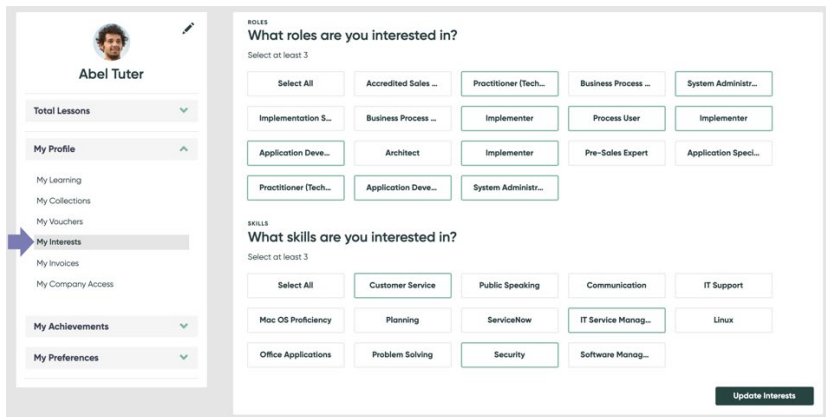 Abel Tuter
Total Lessons
My Profile
My Learning
My Collections
My Vouchers
My Interests
My Invoices
My Company Access
My Achievements
My Preferences
ROLES
What roles are you interested in?
Select at least 3
Select All
Accredited Sales ...
Practitioner (Tech...
Business Process ...
System Administr...
Implementation S...
Business Process ...
Implementer
Process User
Implementer
Application Deve...
Architect
Implementer
Pre-Sales Expert
Application Speci...
Practitioner (Tech...
Application Deve...
System Administr...
SKILLS
What skills are you interested in?
Select at least 3
Select All
Customer Service
Public Speaking
Communication
IT Support
Mac OS Proficiency
Planning
ServiceNow
IT Service Manag...
Linux
Office Applications
Problem Solving
Security
Software Manag...
Update Interests